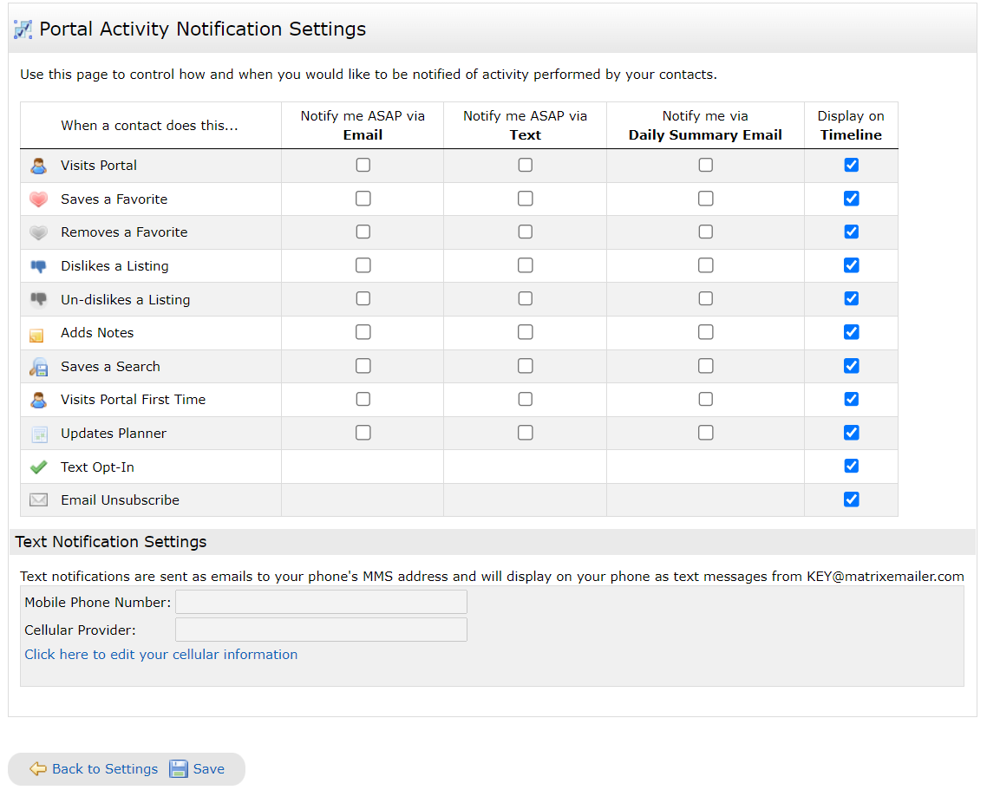 Portal Activity Notification Settings
Use this page to control how and when you would like to be notified of activity performed by your contacts.
When a contact does this...
Notify me ASAP via
Email
Notify me ASAP via
Text
Notify me via
Daily Summary Email
Display on
Timeline
Visits Portal
Saves a Favorite
Removes a Favorite
Dislikes a Listing
Un-dislikes a Listing
Adds Notes
Saves a Search
Visits Portal First Time
Updates Planner
Text Opt-In
Email Unsubscribe
Text Notification Settings
Text notifications are sent as emails to your phone's MMS address and will display on your phone as text messages from KEY@matrixemailer.com
Mobile Phone Number:
Cellular Provider:
Click here to edit your cellular information
Back to Settings Save